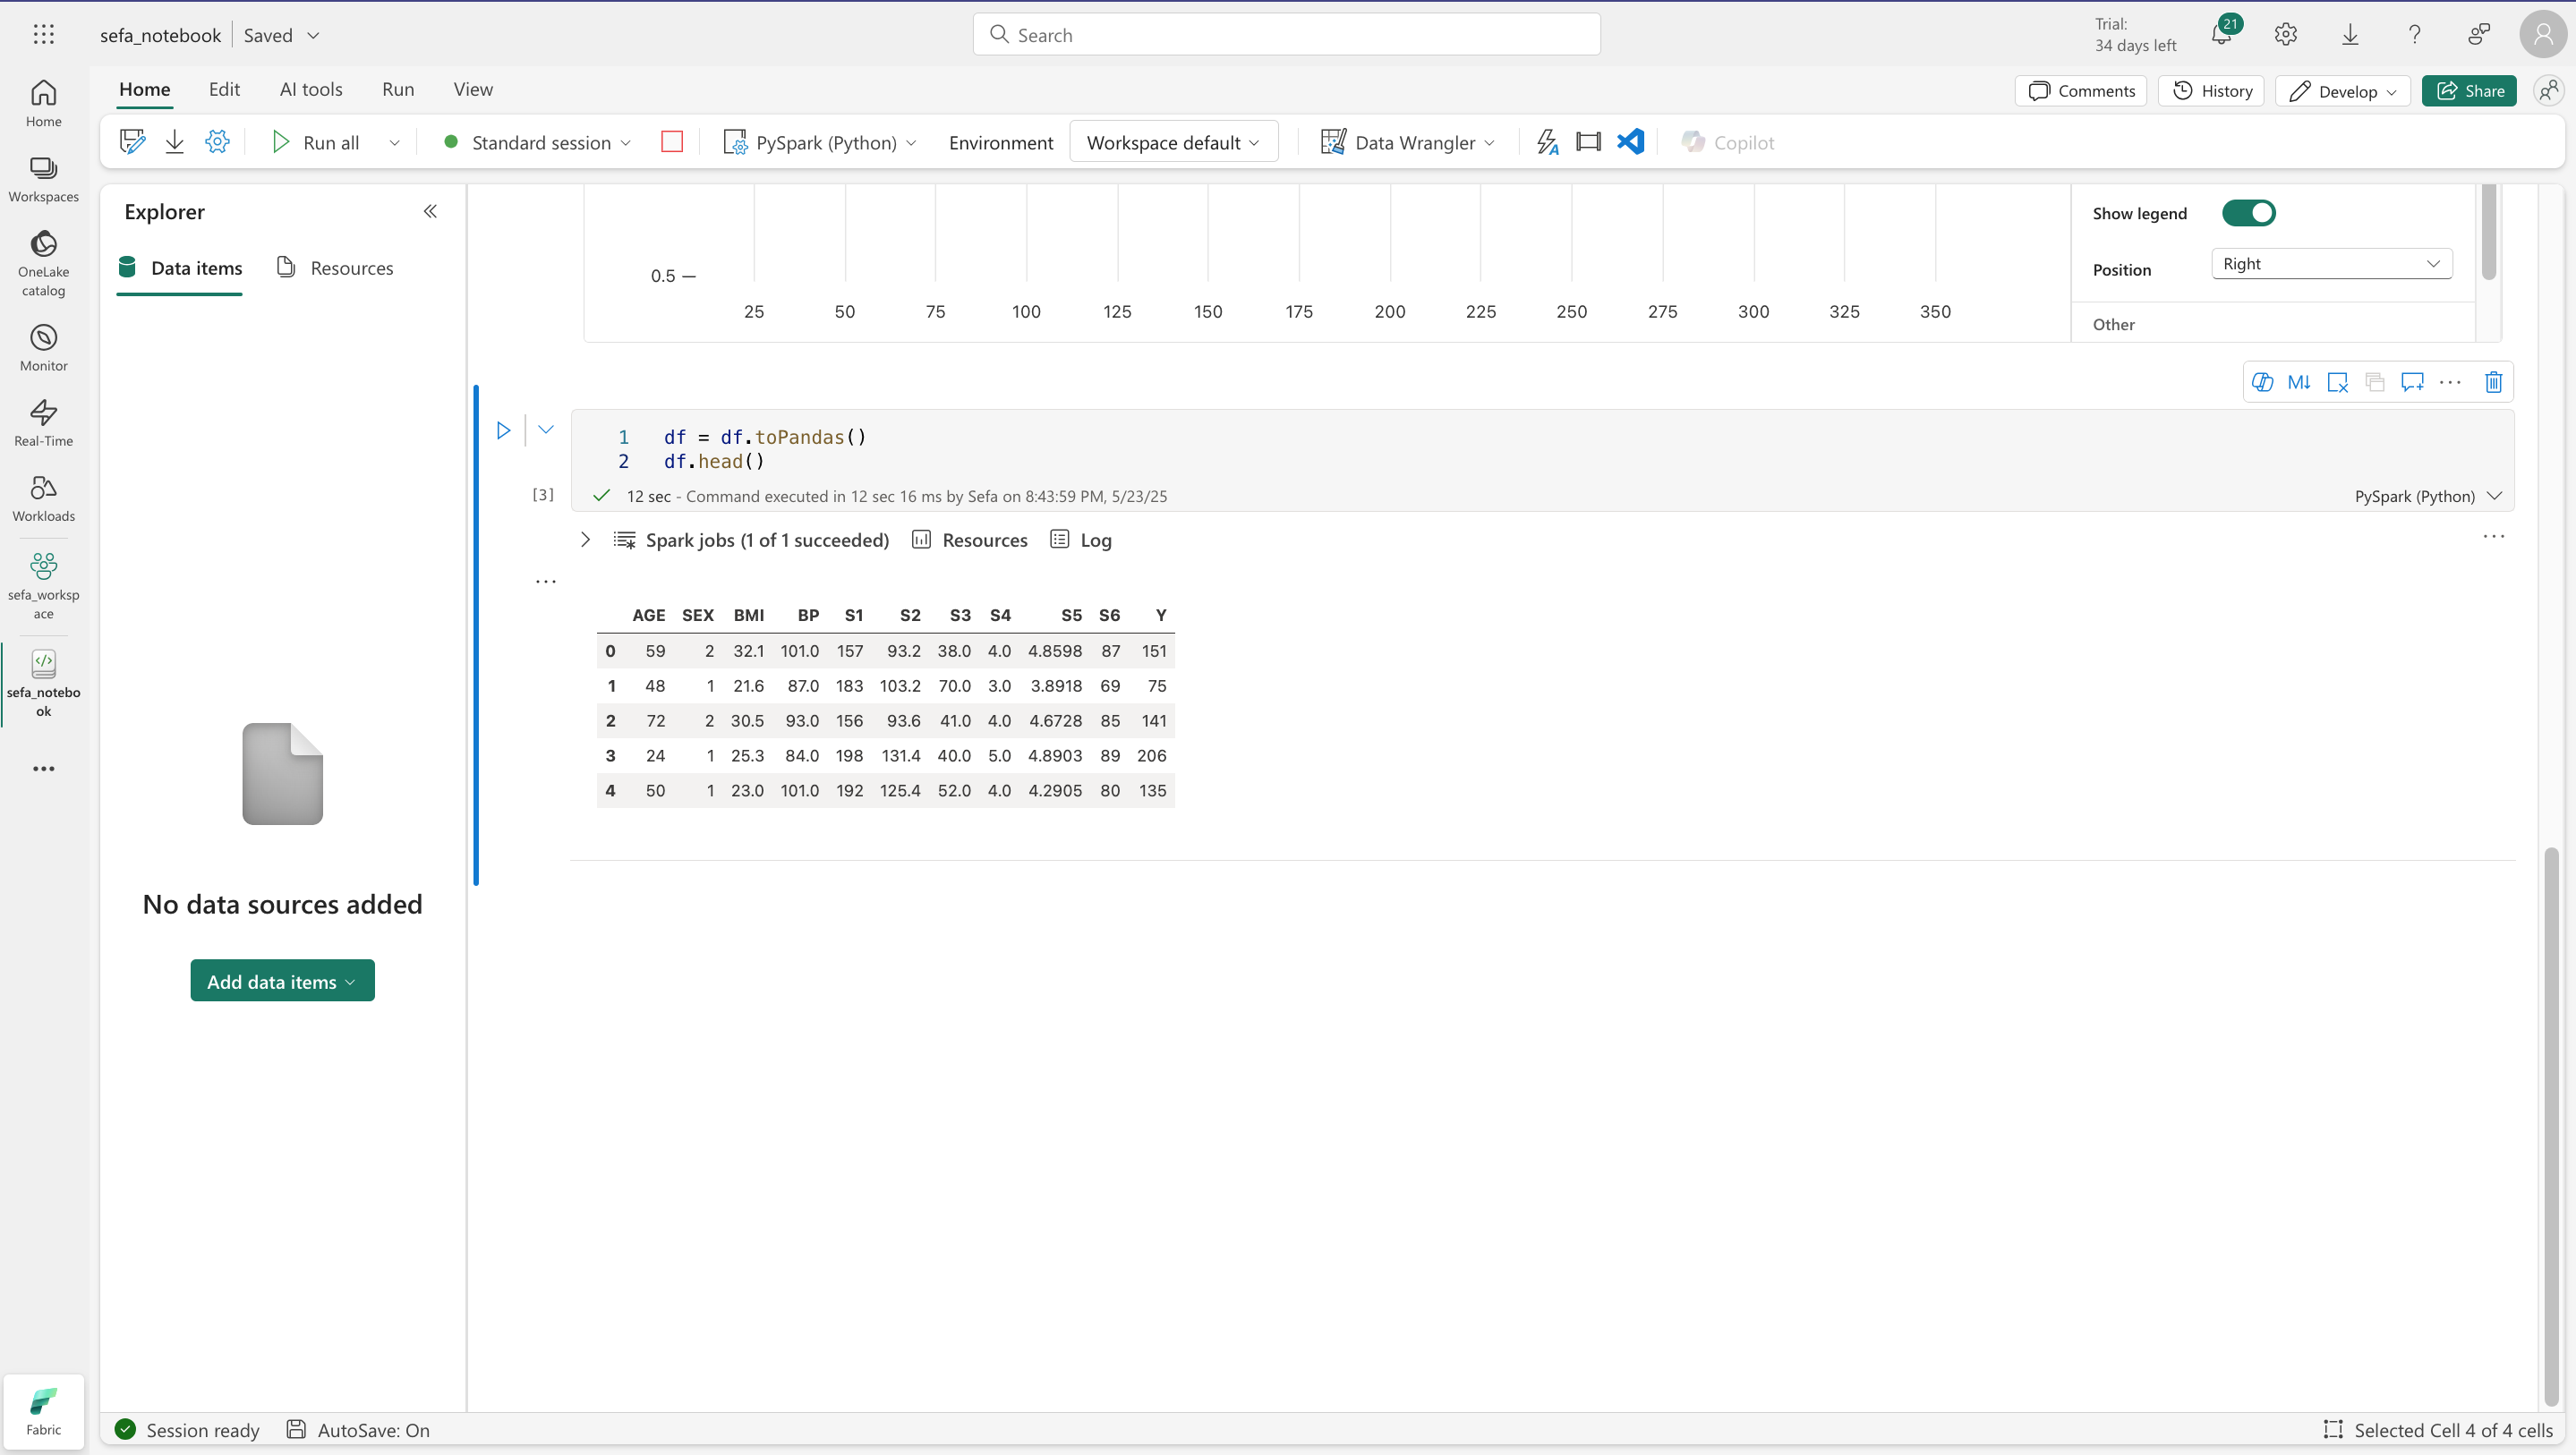 sefa_notebook Saved
Search
Trial:
34 days left
21
Home
Edit
AI tools
Run
View
Comments
History
Develop
Share
Run all
Standard session
PySpark (Python)
Environment
Workspace default
Data Wrangler
Copilot
Home
Workspaces
OneLake
catalog
Monitor
Real-Time
Workloads
sefa_worksp
ace
sefa_notebo
ok
Fabric
Explorer
Data items
Resources
No data sources added
Add data items
0.5
25 50 75 100 125 150 175 200 225 250 275 300 325 350
Show legend
Position
Right
Other
M↓
1 df = df.toPandas()
2 df.head()
[3]
12 sec - Command executed in 12 sec 16 ms by Sefa on 8:43:59 PM, 5/23/25
PySpark (Python)
Spark jobs (1 of 1 succeeded)
Resources
Log
AGE SEX BMI BP S1 S2 S3 S4 S5 S6 Y
0 59 2 32.1 101.0 157 93.2 38.0 4.0 4.8598 87 151
1 48 1 21.6 87.0 183 103.2 70.0 3.0 3.8918 69 75
2 72 2 30.5 93.0 156 93.6 41.0 4.0 4.6728 85 141
3 24 1 25.3 84.0 198 131.4 40.0 5.0 4.8903 89 206
4 50 1 23.0 101.0 192 125.4 52.0 4.0 4.2905 80 135
Session ready
AutoSave: On
Selected Cell 4 of 4 cells